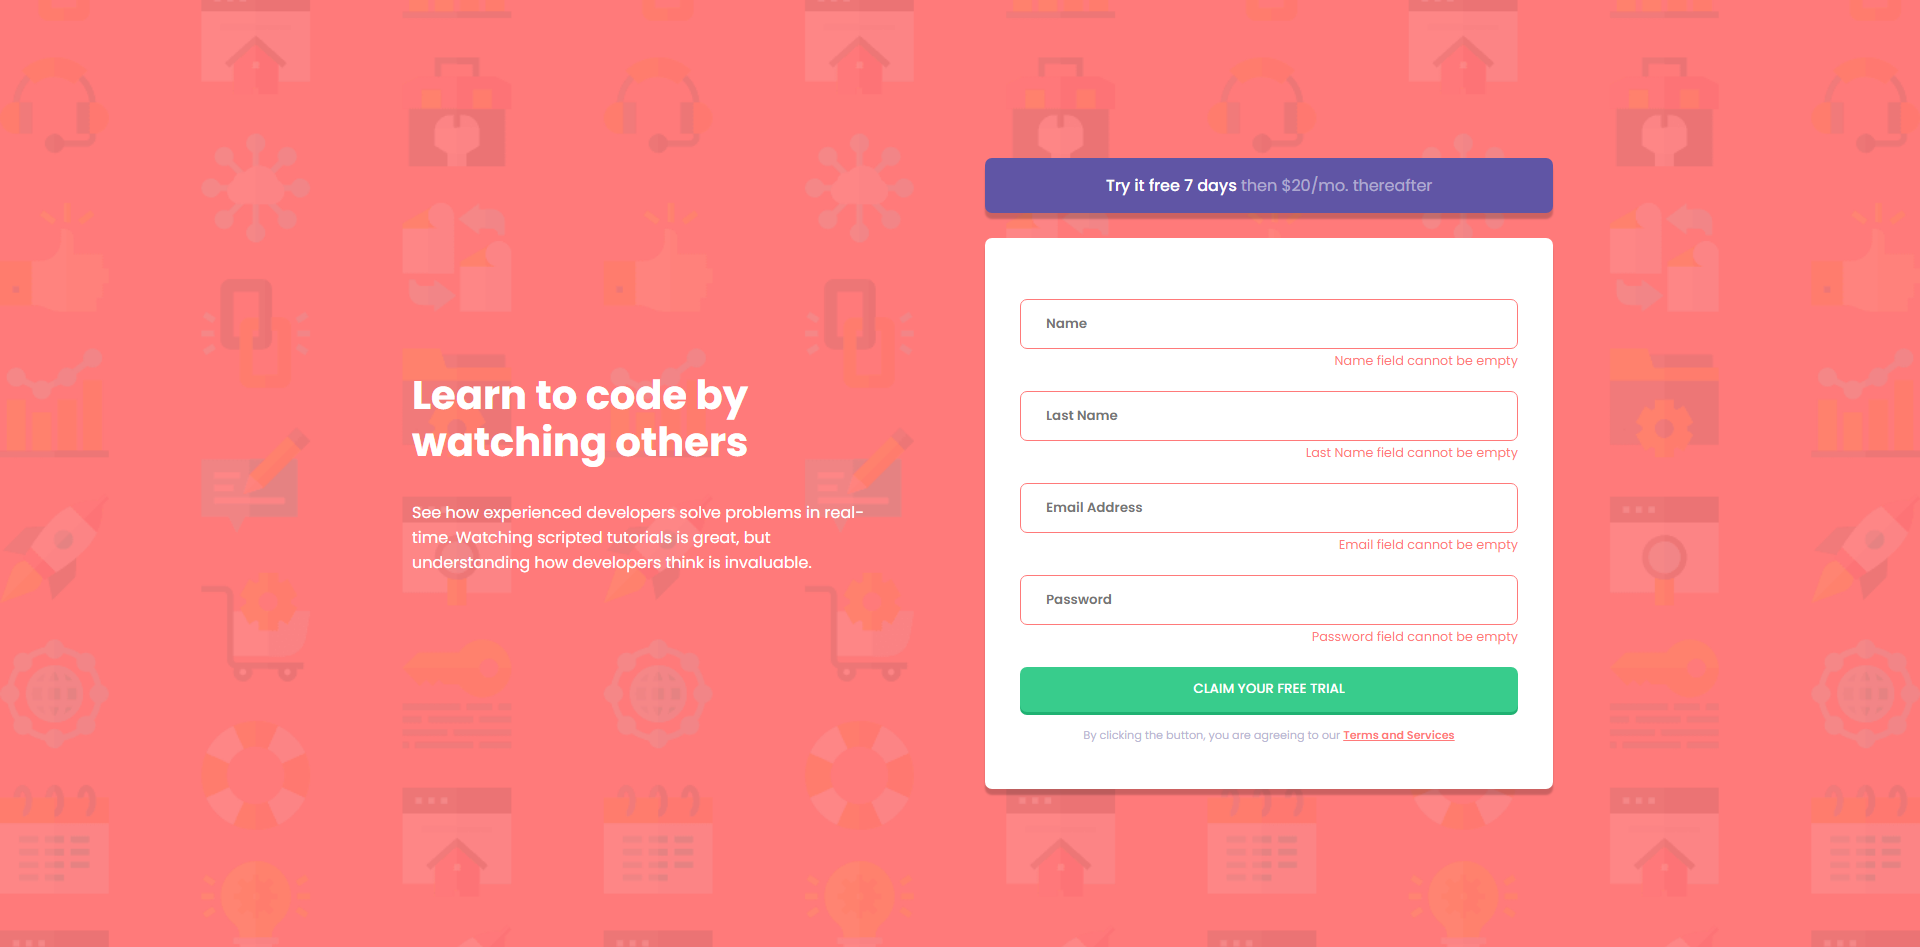 Learn to code by
watching others
See how experienced developers solve problems in real-
time. Watching scripted tutorials is great, but
understanding how developers think is invaluable.
Try it free 7 days then $20/mo. thereafter
Name
Name field cannot be empty
Last Name
Last Name field cannot be empty
Email Address
Email field cannot be empty
Password
Password field cannot be empty
CLAIM YOUR FREE TRIAL
By clicking the button, you are agreeing to our Terms and Services